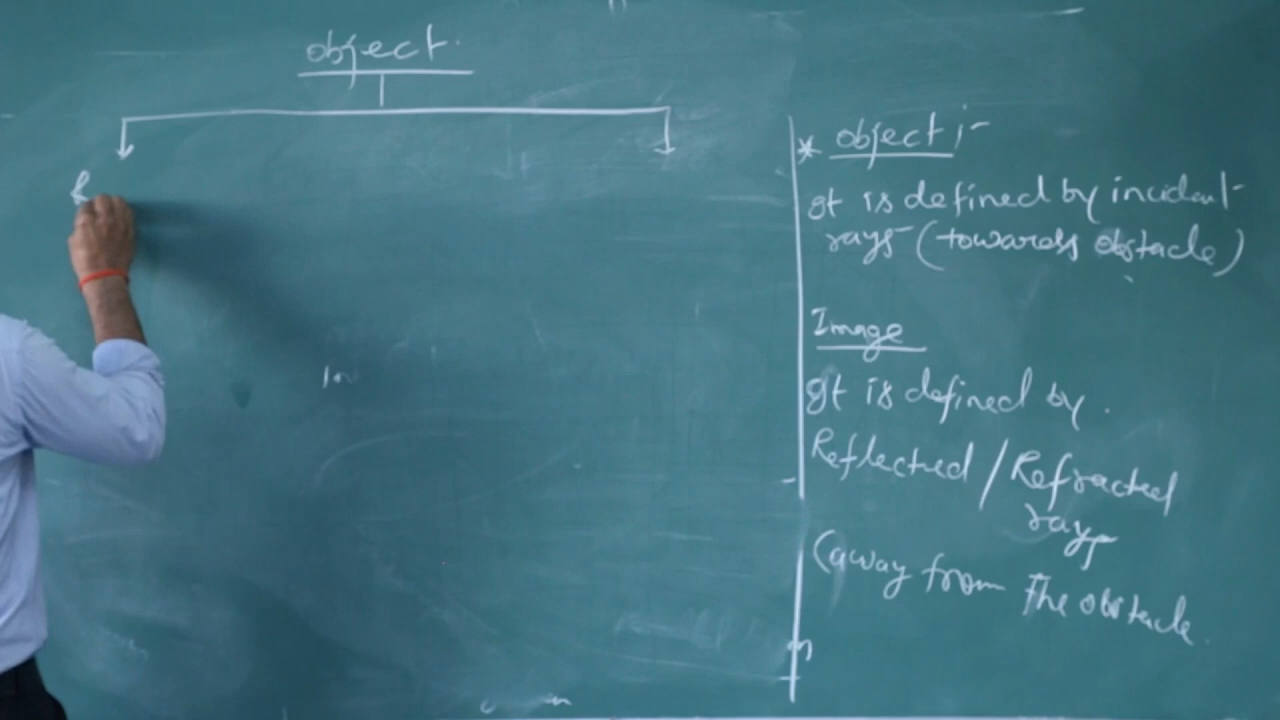 object.
R
* object :-
It is defined by incident
rays (towards obstacle)
Image
It is defined by.
Reflected / Refracted
rays
(away from the obstacle.